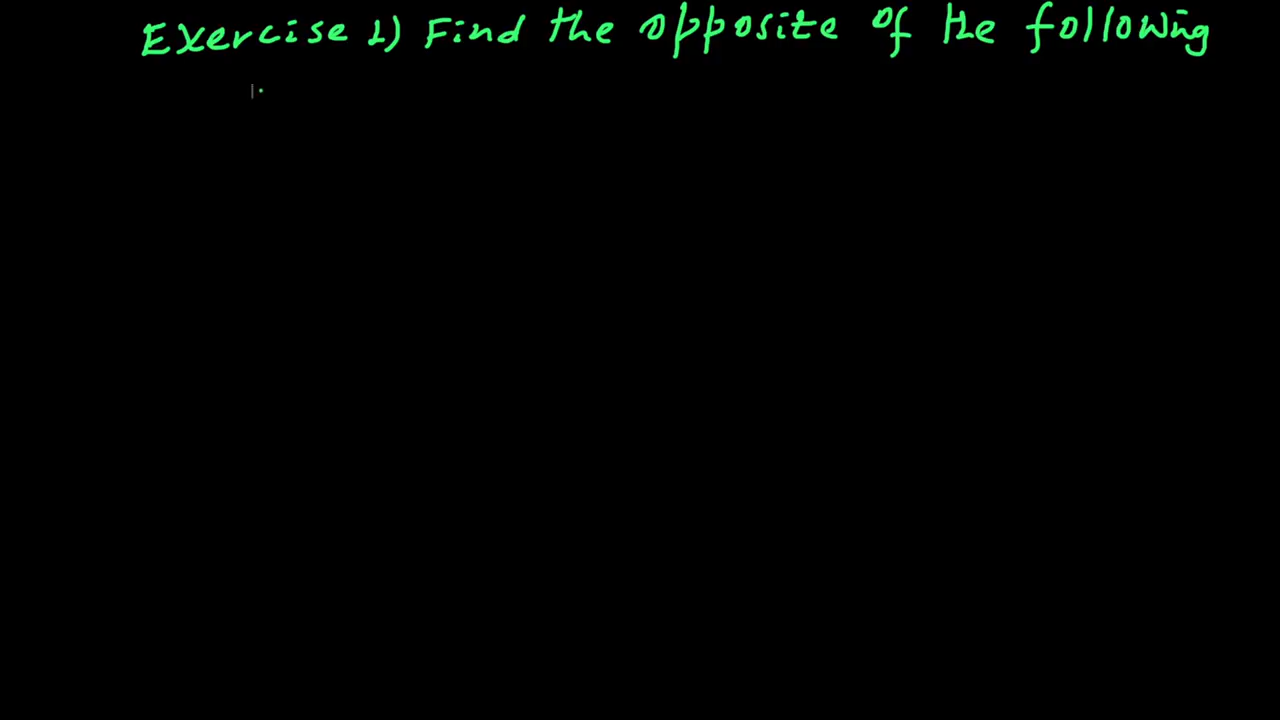 Exercise 1) Find the opposite of the following